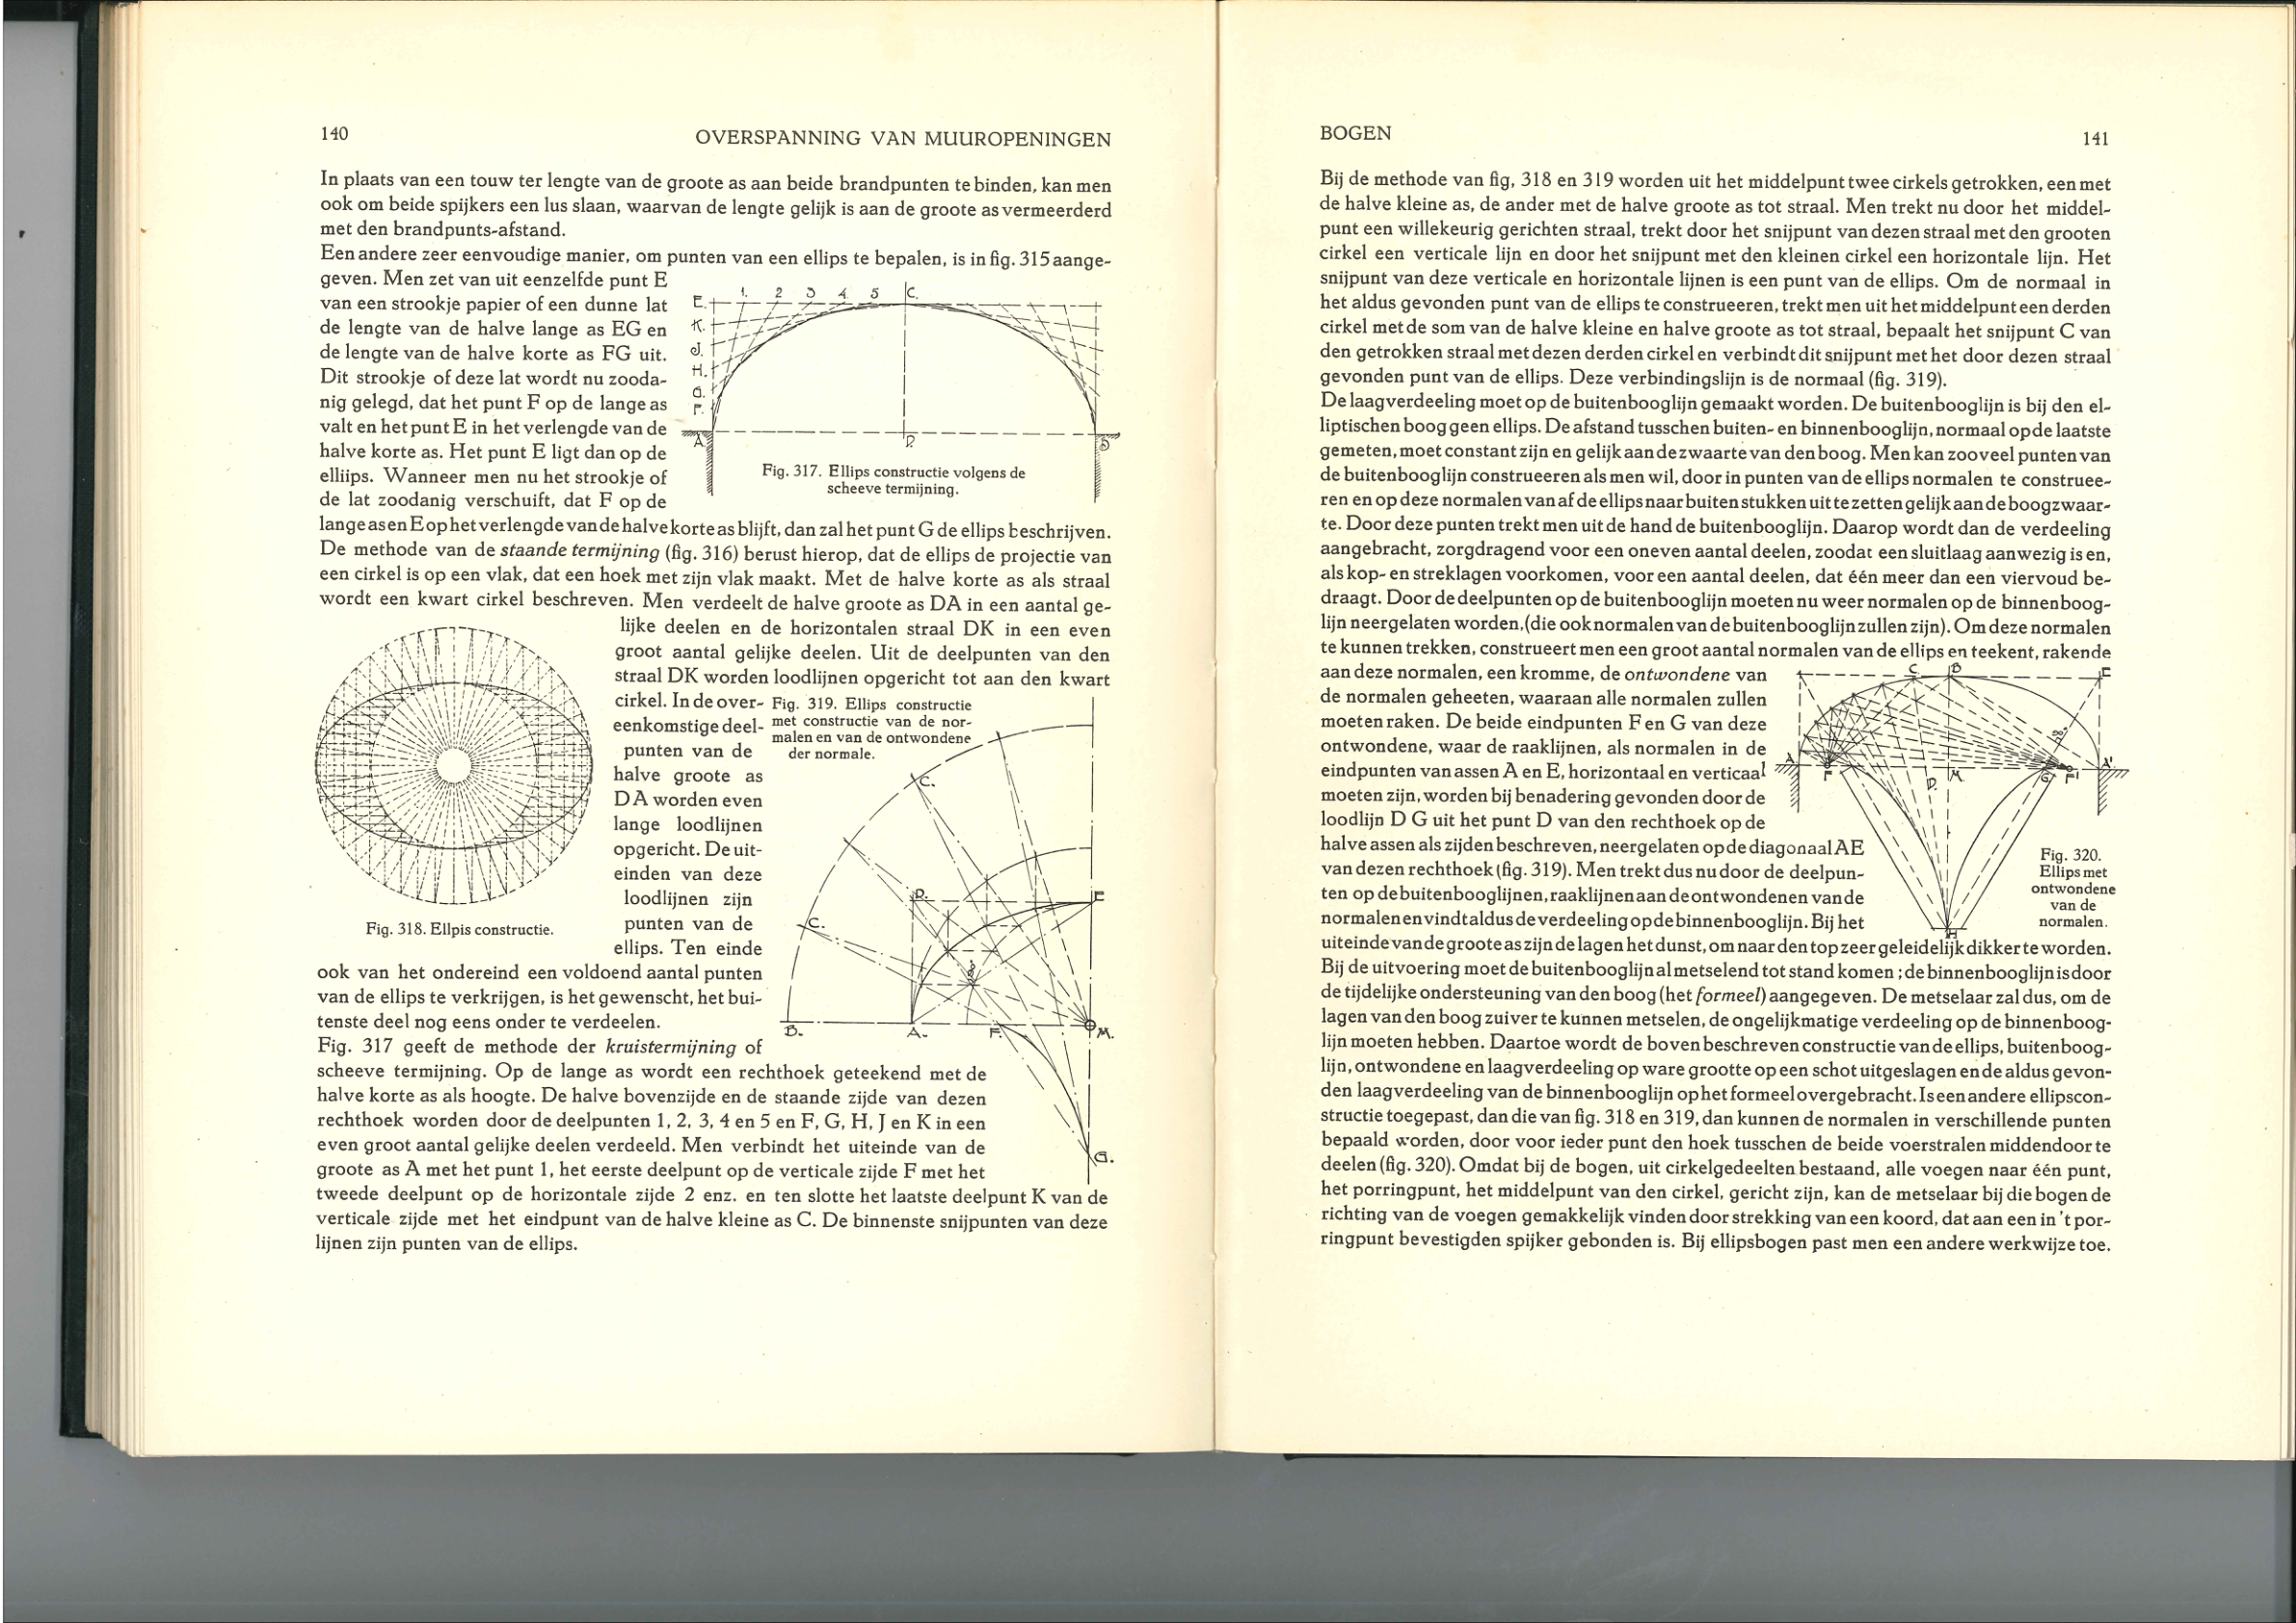 140
OVERSPANNING VAN MUUROPENINGEN
In plaats van een touw ter lengte van de groote as aan beide brandpunten te binden, kan men
ook om beide spijkers een lus slaan, waarvan de lengte gelijk is aan de groote as vermeerderd
met den brandpunts-afstand.
Een andere zeer eenvoudige manier, om punten van een ellips te bepalen, is in fig. 315 aange-
geven. Men zet van uit eenzelfde punt E
van een strookje papier of een dunne lat
de lengte van de halve lange as EG en
de lengte van de halve korte as FG uit.
Dit strookje of deze lat wordt nu zooda-
nig gelegd, dat het punt F op de lange as
valt en het punt E in het verlengde van de
halve korte as. Het punt E ligt dan op de
elliips. Wanneer men nu het strookje of
de lat zoodanig verschuift, dat F op de
E. 1. 2 3 4. 5 C.
K.
J.
H.
G.
F.
A. D. B
Fig. 317. Ellips constructie volgens de
scheeve termijning.
lange as en E op het verlengde van de halve korte as blijft, dan zal het punt G de ellips beschrijven.
De methode van de staande termijning (fig. 316) berust hierop, dat de ellips de projectie van
een cirkel is op een vlak, dat een hoek met zijn vlak maakt. Met de halve korte as als straal
wordt een kwart cirkel beschreven. Men verdeelt de halve groote as DA in een aantal ge-
lijke deelen en de horizontalen straal DK in een even
groot aantal gelijke deelen. Uit de deelpunten van den
straal DK worden loodlijnen opgericht tot aan den kwart
cirkel. In de over-
eenkomstige deel-
punten van de
halve groote as
DA worden even
lange loodlijnen
opgericht. De uit-
einden van deze
loodlijnen zijn
punten van de
ellips. Ten einde
Fig. 318. Ellpis constructie.
Fig. 319. Ellips constructie
met constructie van de nor-
malen en van de ontwondene
der normale.
C.
C.
D. E
B. A. F. M.
G.
ook van het ondereind een voldoend aantal punten
van de ellips te verkrijgen, is het gewenscht, het bui-
tenste deel nog eens onder te verdeelen.
Fig. 317 geeft de methode der kruistermijning of
scheeve termijning. Op de lange as wordt een rechthoek geteekend met de
halve korte as als hoogte. De halve bovenzijde en de staande zijde van dezen
rechthoek worden door de deelpunten 1, 2, 3, 4 en 5 en F, G, H, J en K in een
even groot aantal gelijke deelen verdeeld. Men verbindt het uiteinde van de
groote as A met het punt 1, het eerste deelpunt op de verticale zijde F met het
tweede deelpunt op de horizontale zijde 2 enz. en ten slotte het laatste deelpunt K van de
verticale zijde met het eindpunt van de halve kleine as C. De binnenste snijpunten van deze
lijnen zijn punten van de ellips.
BOGEN
141
Bij de methode van fig, 318 en 319 worden uit het middelpunt twee cirkels getrokken, een met
de halve kleine as, de ander met de halve groote as tot straal. Men trekt nu door het middel-
punt een willekeurig gerichten straal, trekt door het snijpunt van dezen straal met den grooten
cirkel een verticale lijn en door het snijpunt met den kleinen cirkel een horizontale lijn. Het
snijpunt van deze verticale en horizontale lijnen is een punt van de ellips. Om de normaal in
het aldus gevonden punt van de ellips te construeeren, trekt men uit het middelpunt een derden
cirkel met de som van de halve kleine en halve groote as tot straal, bepaalt het snijpunt C van
den getrokken straal met dezen derden cirkel en verbindt dit snijpunt met het door dezen straal
gevonden punt van de ellips. Deze verbindingslijn is de normaal (fig. 319).
De laagverdeeling moet op de buitenbooglijn gemaakt worden. De buitenbooglijn is bij den el-
liptischen boog geen ellips. De afstand tusschen buiten- en binnenbooglijn, normaal op de laatste
gemeten, moet constant zijn en gelijk aan de zwaarte van den boog. Men kan zooveel punten van
de buitenbooglijn construeeren als men wil, door in punten van de ellips normalen te construee-
ren en op deze normalen van af de ellips naar buiten stukken uit te zetten gelijk aan de boogzwaar-
te. Door deze punten trekt men uit de hand de buitenbooglijn. Daarop wordt dan de verdeeling
aangebracht, zorgdragend voor een oneven aantal deelen, zoodat een sluitlaag aanwezig is en,
als kop- en streklagen voorkomen, voor een aantal deelen, dat één meer dan een viervoud be-
draagt. Door de deelpunten op de buitenbooglijn moeten nu weer normalen op de binnenboog-
lijn neergelaten worden, (die ook normalen van de buitenbooglijn zullen zijn). Om deze normalen
te kunnen trekken, construeert men een groot aantal normalen van de ellips en teekent, rakende
aan deze normalen, een kromme, de ontwondene van
de normalen geheeten, waaraan alle normalen zullen
moeten raken. De beide eindpunten F en G van deze
ontwondene, waar de raaklijnen, als normalen in de
eindpunten van assen A en E, horizontaal en verticaal
moeten zijn, worden bij benadering gevonden door de
loodlijn D G uit het punt D van den rechthoek op de
halve assen als zijden beschreven, neergelaten op de diagonaal AE
van dezen rechthoek (fig. 319). Men trekt dus nu door de deelpun-
ten op de buitenbooglijnen, raaklijnen aan de ontwondenen van de
normalen en vindt aldus de verdeeling op de binnenbooglijn. Bij het
C B E
A F D. M. G F' A'.
H
Fig. 320.
Ellips met
ontwondene
van de
normalen.
uiteinde van de groote as zijn de lagen het dunst, om naar den top zeer geleidelijk dikker te worden.
Bij de uitvoering moet de buitenbooglijn al metselend tot stand komen; de binnenbooglijn is door
de tijdelijke ondersteuning van den boog (het formeel) aangegeven. De metselaar zal dus, om de
lagen van den boog zuiver te kunnen metselen, de ongelijkmatige verdeeling op de binnenboog-
lijn moeten hebben. Daartoe wordt de boven beschreven constructie van de ellips, buitenboog-
lijn, ontwondene en laagverdeeling op ware grootte op een schot uitgeslagen en de aldus gevon-
den laagverdeeling van de binnenbooglijn op het formeel overgebracht. Is een andere ellipscon-
structie toegepast, dan die van fig. 318 en 319, dan kunnen de normalen in verschillende punten
bepaald worden, door voor ieder punt den hoek tusschen de beide voerstralen middendoor te
deelen (fig. 320). Omdat bij de bogen, uit cirkelgedeelten bestaand, alle voegen naar één punt,
het porringpunt, het middelpunt van den cirkel, gericht zijn, kan de metselaar bij die bogen de
richting van de voegen gemakkelijk vinden door strekking van een koord, dat aan een in 't por-
ringpunt bevestigden spijker gebonden is. Bij ellipsbogen past men een andere werkwijze toe.